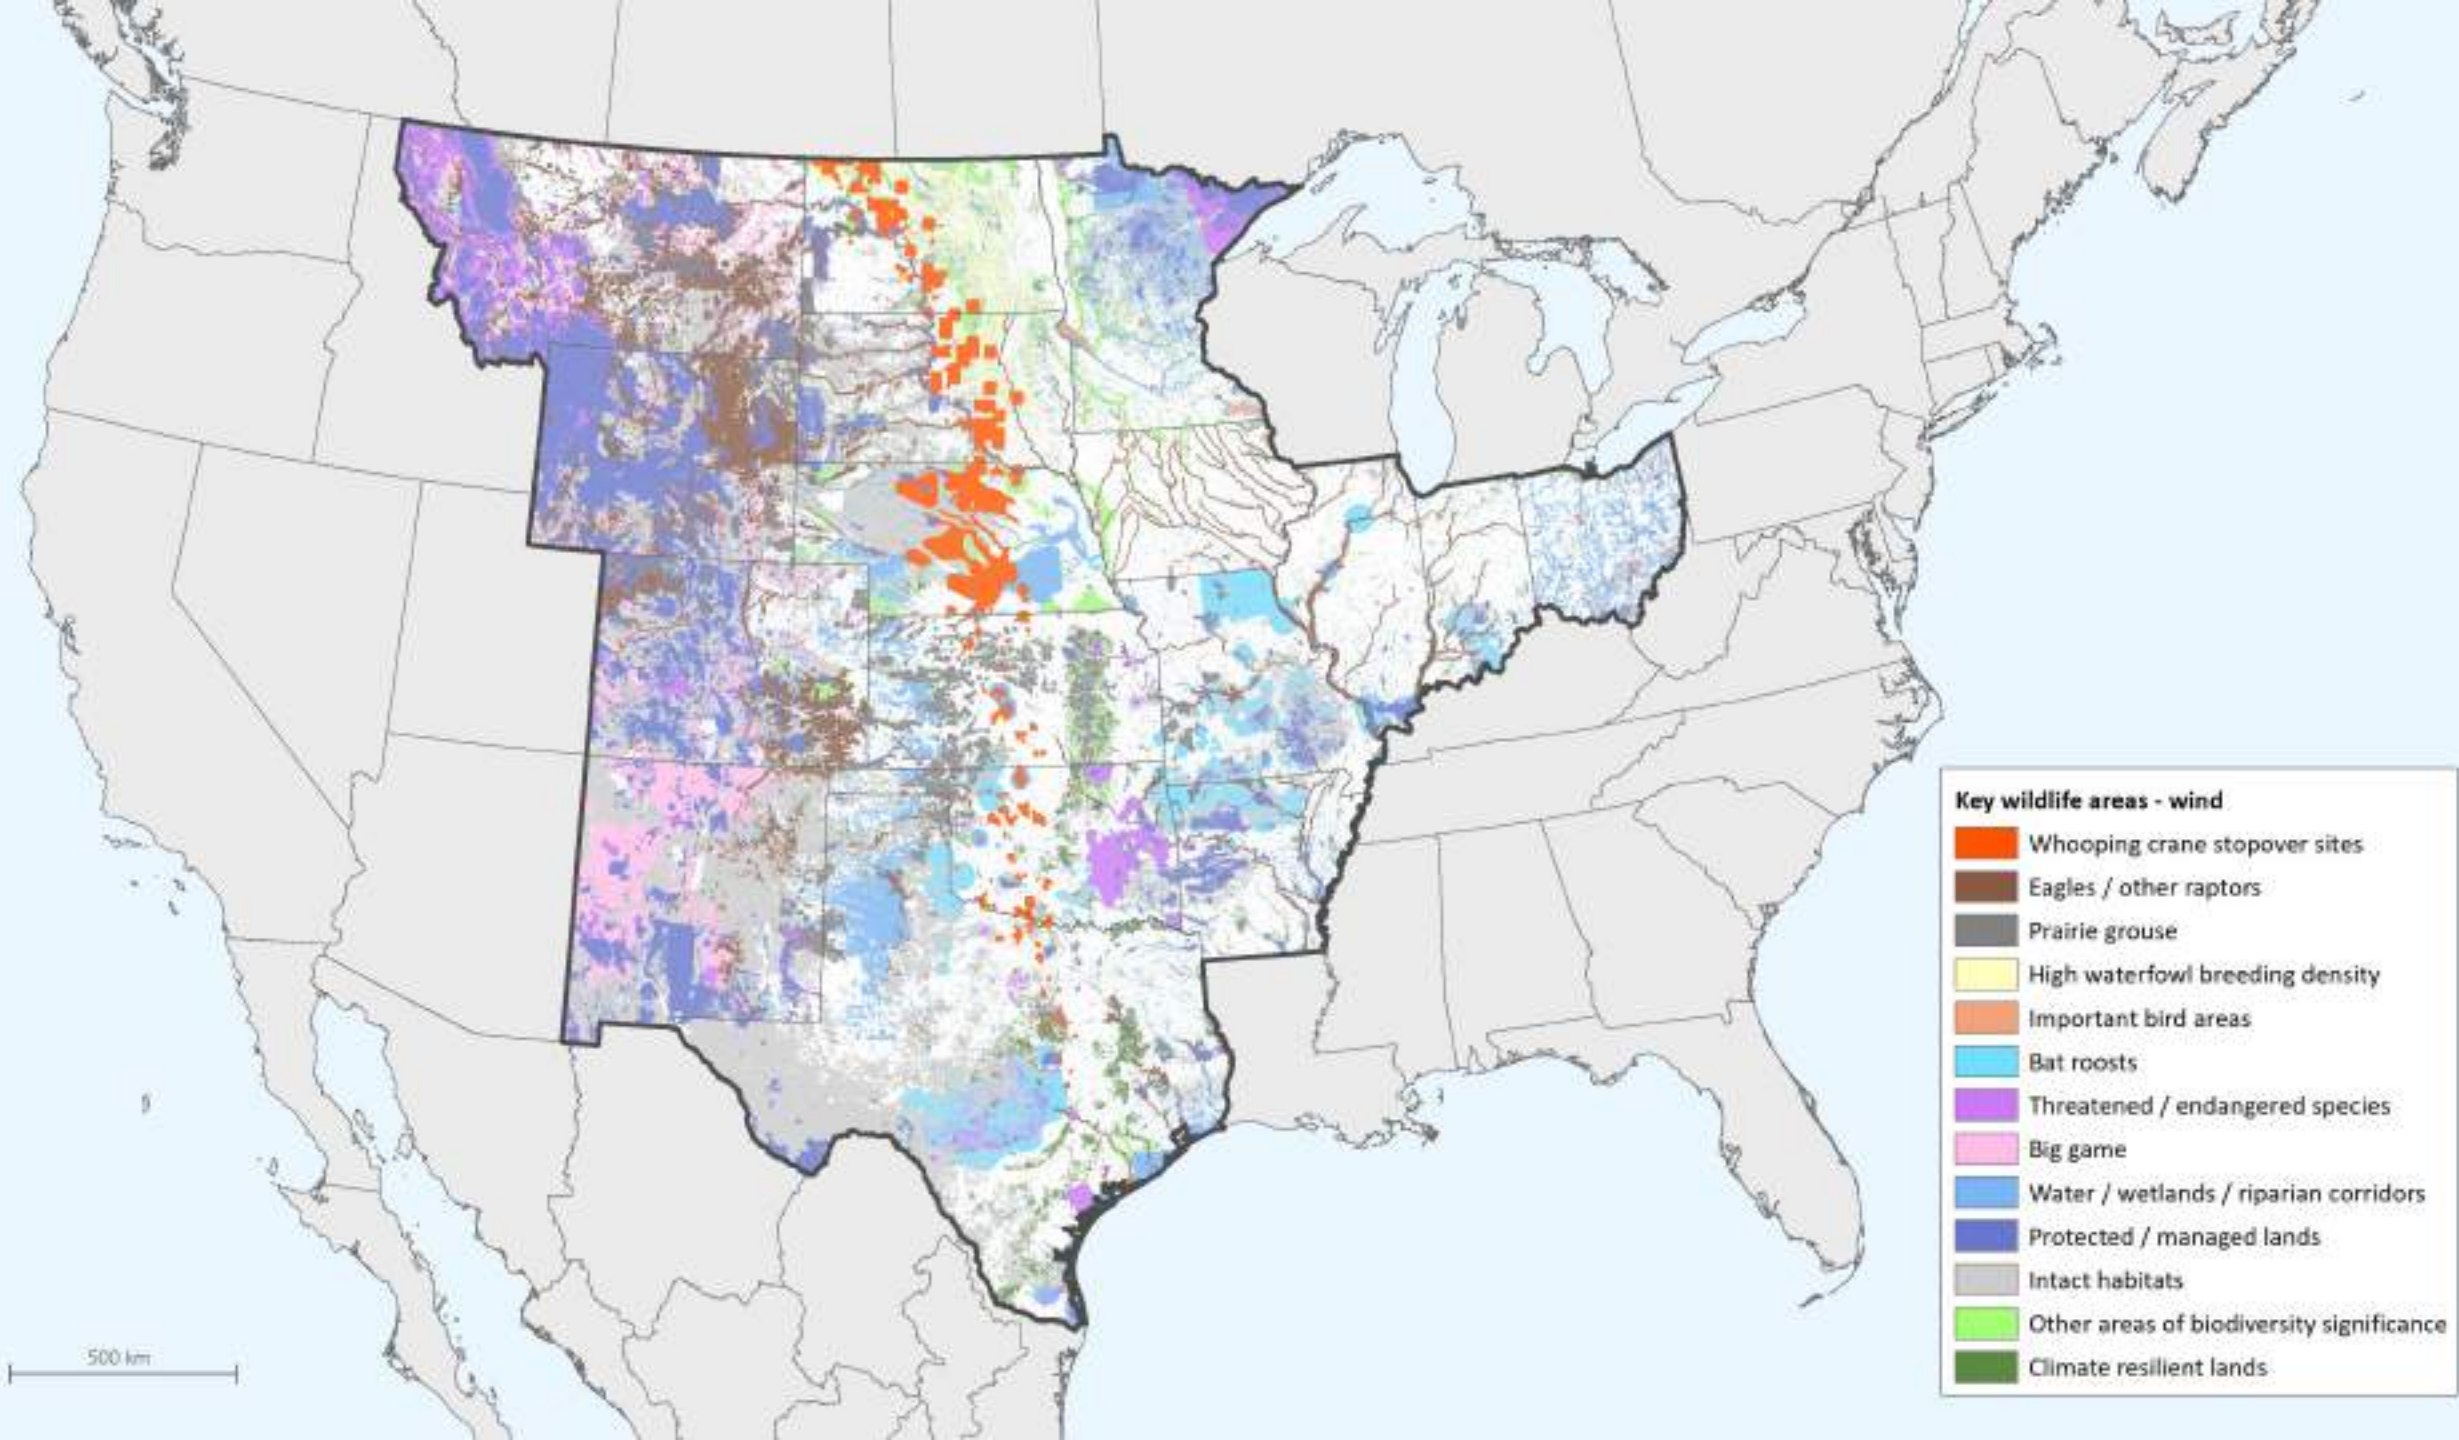 Key wildlife areas - wind
Whooping crane stopover sites
Eagles / other raptors
Prairie grouse
High waterfowl breeding density
Important bird areas
Bat roosts
Threatened / endangered species
Big game
Water / wetlands / riparian corridors
Protected / managed lands
Intact habitats
Other areas of biodiversity significance
Climate resilient lands
500 km